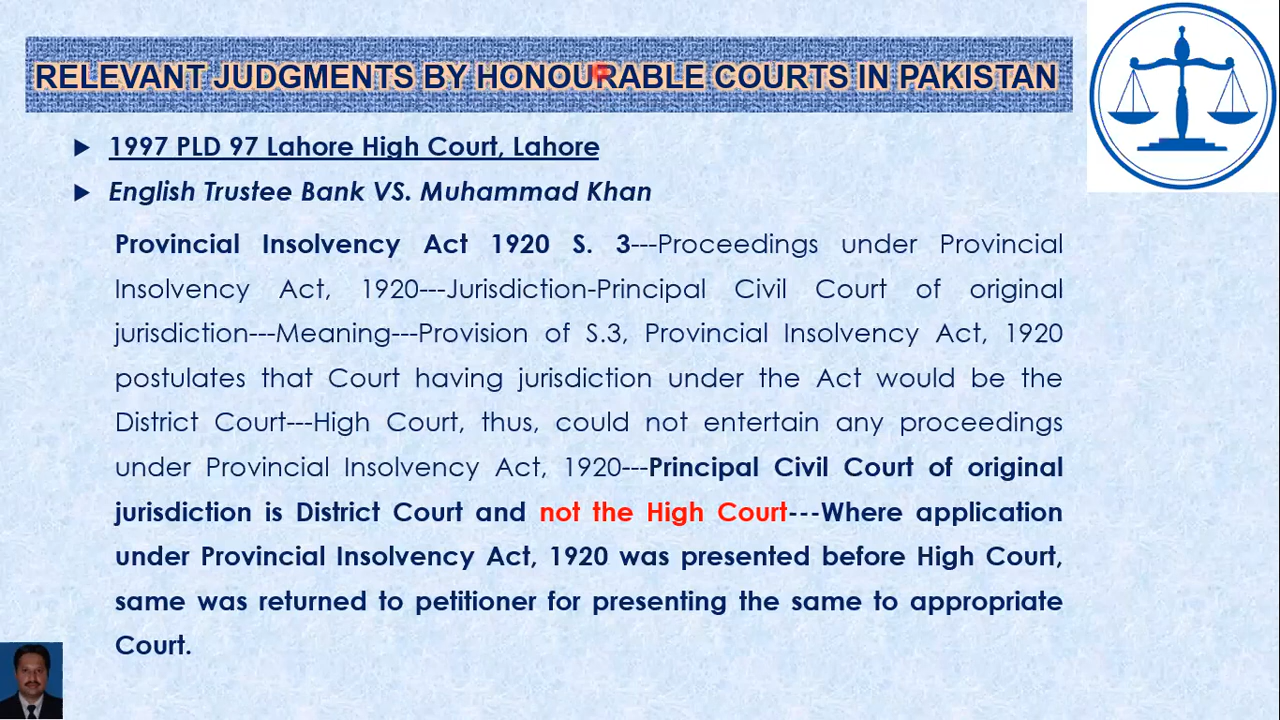 RELEVANT JUDGMENTS BY HONOURABLE COURTS IN PAKISTAN
1997 PLD 97 Lahore High Court, Lahore
English Trustee Bank VS. Muhammad Khan
Provincial Insolvency Act 1920 S. 3---Proceedings under Provincial
Insolvency Act, 1920---Jurisdiction-Principal Civil Court of original
jurisdiction---Meaning---Provision of S.3, Provincial Insolvency Act, 1920
postulates that Court having jurisdiction under the Act would be the
District Court---High Court, thus, could not entertain any proceedings
under Provincial Insolvency Act, 1920---Principal Civil Court of original
jurisdiction is District Court and not the High Court---Where application
under Provincial Insolvency Act, 1920 was presented before High Court,
same was returned to petitioner for presenting the same to appropriate
Court.